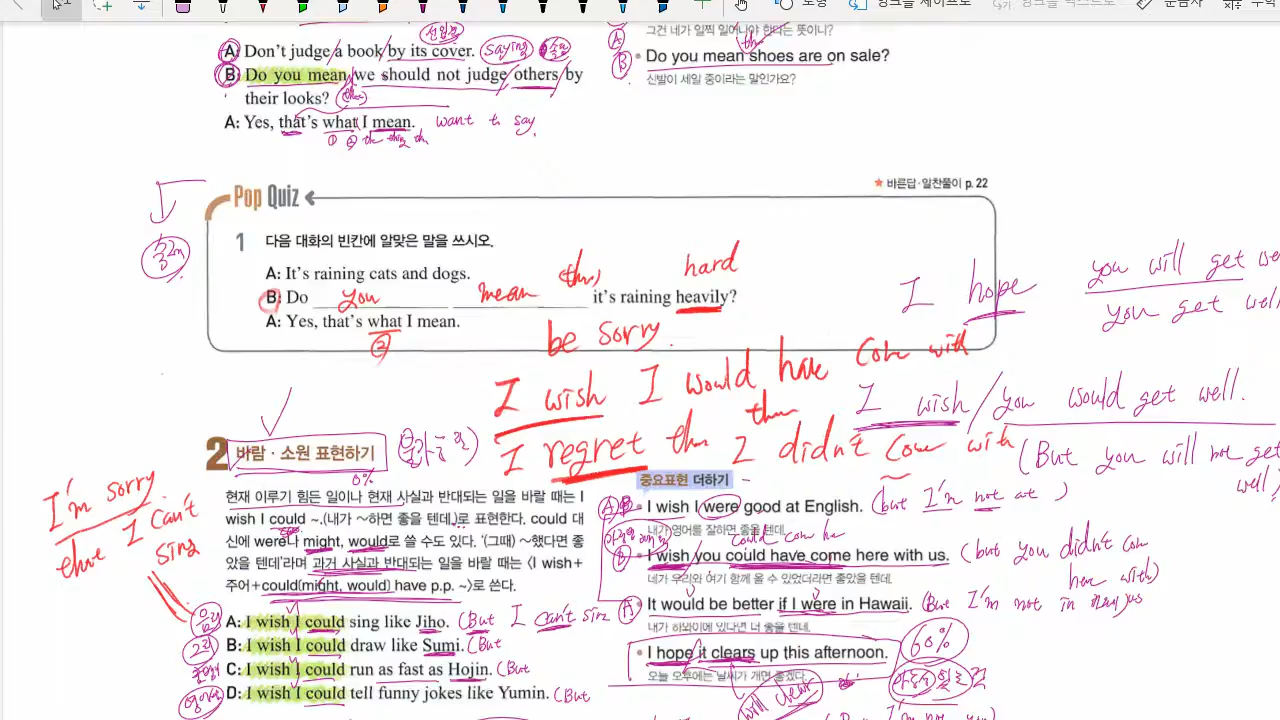 A: Don't judge a book by its cover. saying
B: Do you mean we should not judge others by
their looks?
A: Yes, that's what I mean. want to say
그건 네가 일찍 일어나야 한다는 뜻이니?
A
B
Do you mean shoes are on sale?
신발이 세일 중이라는 말인가요?
Pop Quiz
★ 바른답·알찬풀이 p. 22
1 다음 대화의 빈칸에 알맞은 말을 쓰시오.
A: It's raining cats and dogs.
hard
B: Do you mean it's raining heavily?
A: Yes, that's what I mean.
②
be sorry.
I hope
you will get
you get well
I wish I would have come with
I regret I didn't come with
I wish / you would get well.
(But you will not get well)
2 바람·소원 표현하기
0%
현재 이루기 힘든 일이나 현재 사실과 반대되는 일을 바랄 때는 I
wish I could ~.(내가 ~하면 좋을 텐데.)로 표현한다. could 대
신에 were나 might, would로 쓸 수도 있다. '(그때) ~했다면 좋
았을 텐데'라며 과거 사실과 반대되는 일을 바랄 때는 〈I wish+
주어+could(might, would) have p.p. ~〉로 쓴다.
I'm sorry
I can't
sing
A: I wish I could sing like Jiho. (But I can't sing
B: I wish I could draw like Sumi. (But
C: I wish I could run as fast as Hojin. (But
D: I wish I could tell funny jokes like Yumin. (But
중요표현 더하기
I wish I were good at English. (but I'm not at )
내가 영어를 잘하면 좋을 텐데.
I wish you could have come here with us. (but you didn't come
here with)
네가 우리와 여기 함께 올 수 있었더라면 좋았을 텐데.
It would be better if I were in Hawaii. (But I'm not in
내가 하와이에 있다면 더 좋을 텐데.
I hope it clears up this afternoon.
60%
오늘 오후에는 날씨가 개면 좋겠다.
will clear